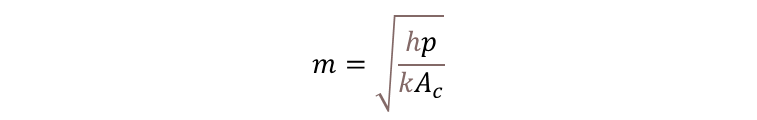 m = √(hp / kA_c)